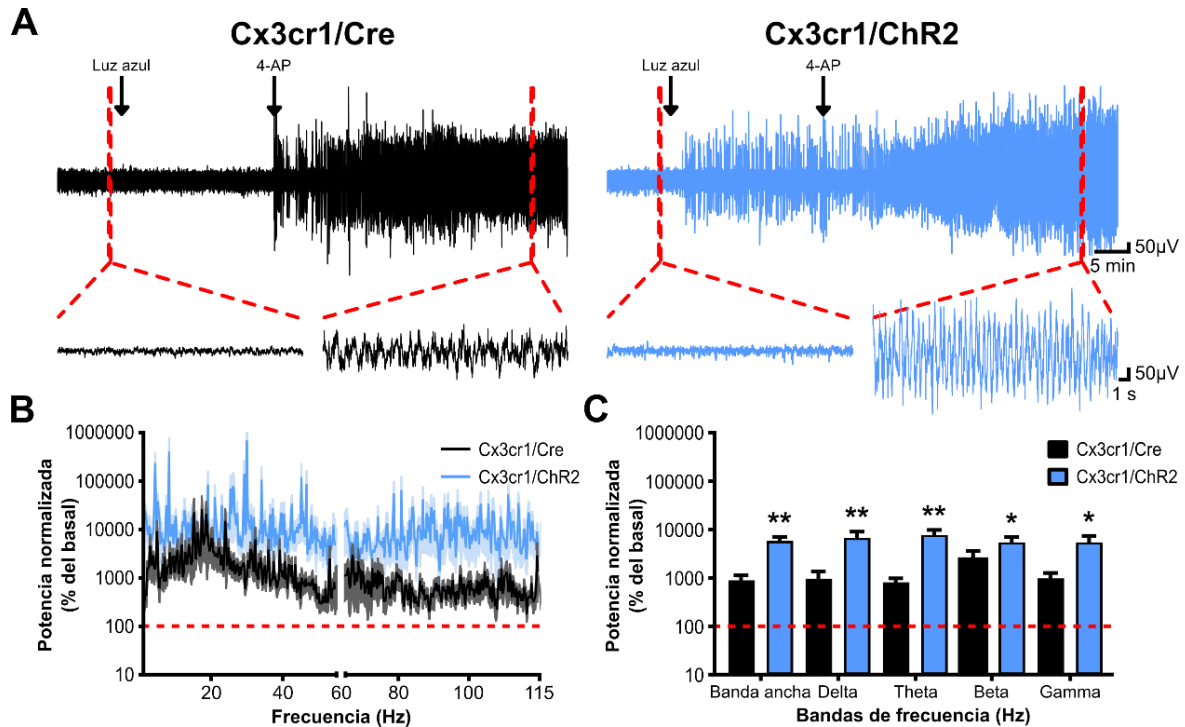 A
Cx3cr1/Cre
Cx3cr1/ChR2
Luz azul
4-AP
Luz azul
4-AP
50µV
5 min
50µV
1 s
B
Potencia normalizada
(% del basal)
1000000
100000
10000
1000
100
10
Cx3cr1/Cre
Cx3cr1/ChR2
20
40
60
80
100
115
Frecuencia (Hz)
C
Potencia normalizada
(% del basal)
1000000
100000
10000
1000
100
10
Cx3cr1/Cre
Cx3cr1/ChR2
**
**
**
*
*
Banda ancha
Delta
Theta
Beta
Gamma
Bandas de frecuencia (Hz)